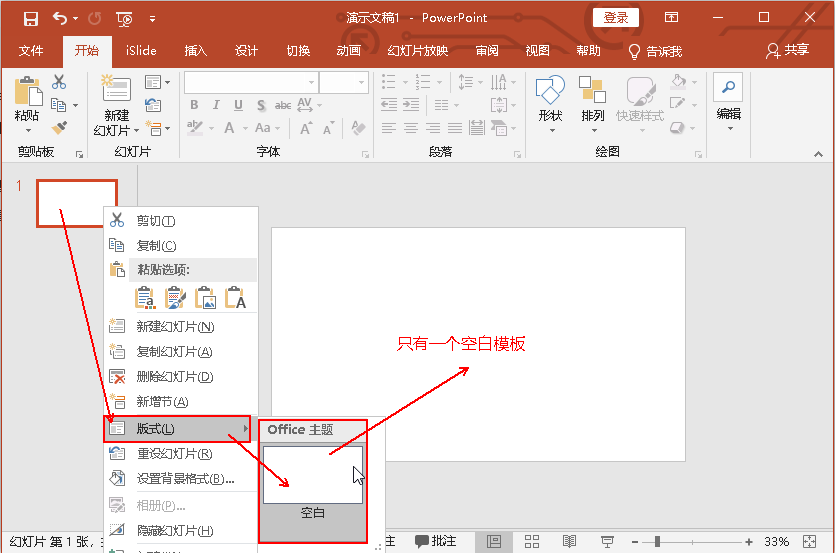 演示文稿1 - PowerPoint
登录
文件 开始 iSlide 插入 设计 切换 动画 幻灯片放映 审阅 视图 帮助 告诉我 共享
粘贴
新建
幻灯片
B I U S abc AV
A Aa A A
形状
排列
快速样式
编辑
剪贴板 幻灯片 字体 段落 绘图
1
剪切(T)
复制(C)
粘贴选项:
新建幻灯片(N)
复制幻灯片(A)
删除幻灯片(D)
新增节(A)
版式(L)
重设幻灯片(R)
设置背景格式(B)...
相册(P)...
隐藏幻灯片(H)
Office 主题
空白
只有一个空白模板
幻灯片 第 1 张,
批注
33%